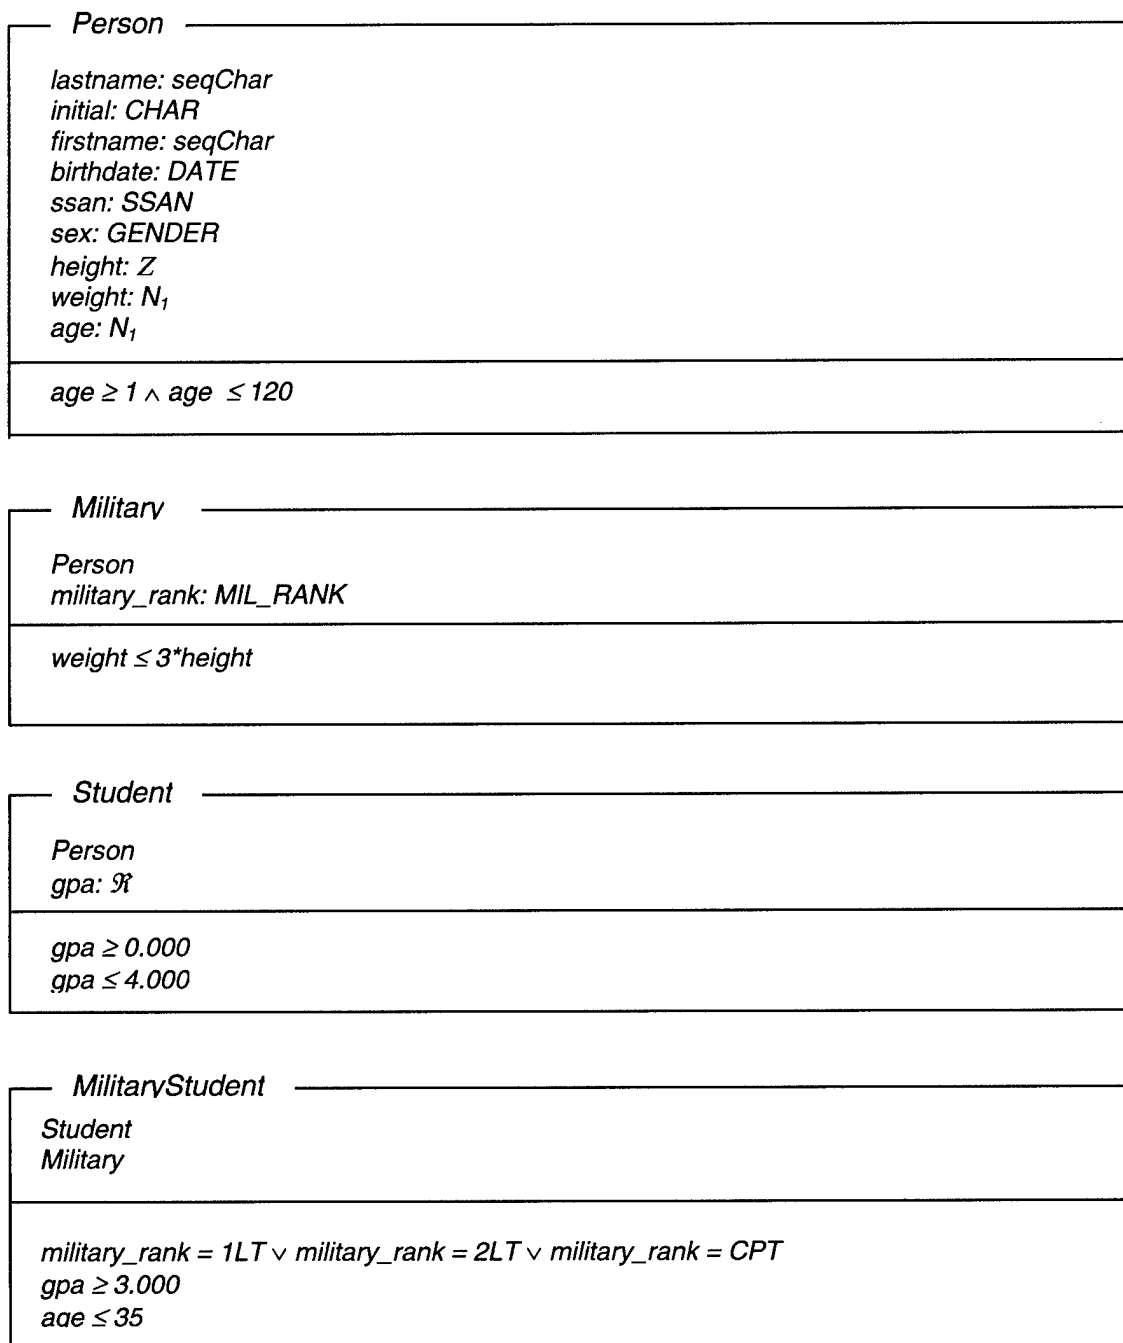 Person
lastname: seqChar
initial: CHAR
firstname: seqChar
birthdate: DATE
ssan: SSAN
sex: GENDER
height: Z
weight: N₁
age: N₁
age ≥ 1 ∧ age ≤ 120
Military
Person
military_rank: MIL_RANK
weight ≤ 3*height
Student
Person
gpa: ℜ
gpa ≥ 0.000
gpa ≤ 4.000
MilitaryStudent
Student
Military
military_rank = 1LT ∨ military_rank = 2LT ∨ military_rank = CPT
gpa ≥ 3.000
age ≤ 35